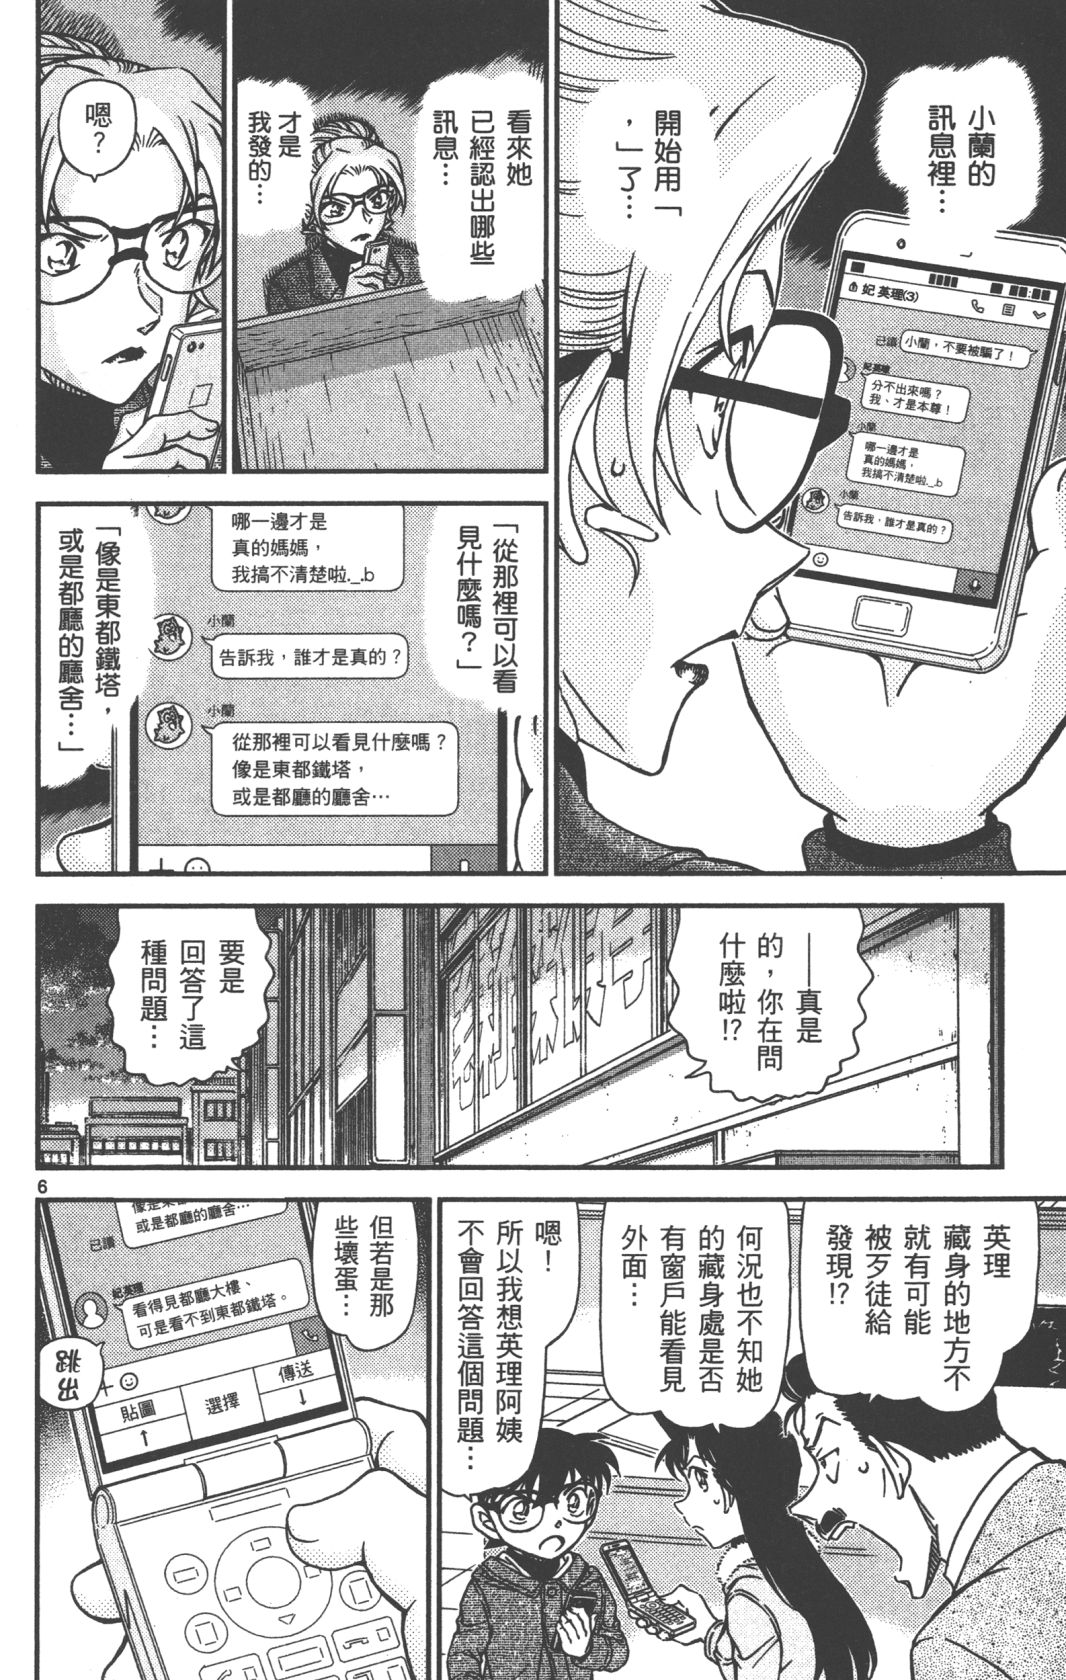 小蘭的
訊息裡…
開始用「
，」了…
妃 英理(3)
已讀
小蘭，不要被騙了！
妃英理
分不出來嗎？
我、才是本尊！
小蘭
哪一邊才是
真的媽媽，
我搞不清楚啦._.b
小蘭
告訴我，誰才是真的？
看來她
已經認出哪些
訊息…
才是
我發的…
嗯？
「從那裡可以看
見什麼嗎？」
哪一邊才是
真的媽媽，
我搞不清楚啦._.b
小蘭
告訴我，誰才是真的？
小蘭
從那裡可以看見什麼嗎？
像是東都鐵塔，
或是都廳的廳舍…
「像是東都鐵塔，
或是都廳的廳舍…」
——真是
的，你在問
什麼啦!?
要是
回答了這
種問題…
6
英理
藏身的地方不
就有可能
被歹徒給
發現!?
何況也不知她
的藏身處是否
有窗戶能看見
外面…
嗯！
所以我想英理阿姨
不會回答這個問題…
但若是那
些壞蛋…
像是東
或是都廳的廳舍…
已讀
妃英理
看得見都廳大樓、
可是看不到東都鐵塔。
傳送
選擇
貼圖